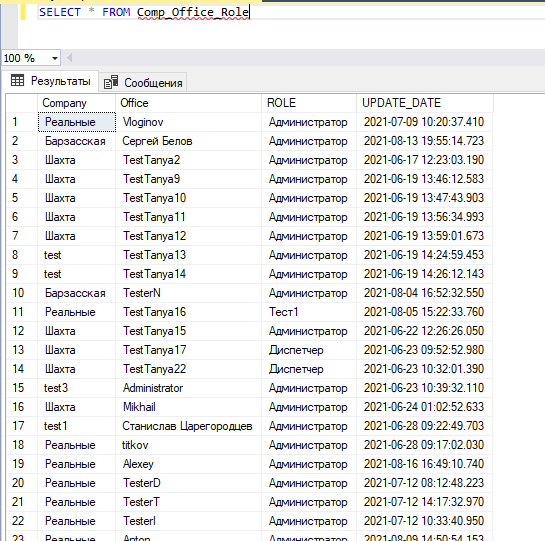 SELECT * FROM Comp_Office_Role
100 %
Результаты Сообщения
Company Office ROLE UPDATE_DATE
1 Реальные Vloginov Администратор 2021-07-09 10:20:37.410
2 Барзасская Сергей Белов Администратор 2021-08-13 19:55:14.723
3 Шахта TestTanya2 Администратор 2021-06-17 12:23:03.190
4 Шахта TestTanya9 Администратор 2021-06-19 13:46:12.583
5 Шахта TestTanya10 Администратор 2021-06-19 13:47:43.903
6 Шахта TestTanya11 Администратор 2021-06-19 13:56:34.993
7 Шахта TestTanya12 Администратор 2021-06-19 13:59:01.673
8 test TestTanya13 Администратор 2021-06-19 14:24:59.453
9 test TestTanya14 Администратор 2021-06-19 14:26:12.143
10 Барзасская TesterN Администратор 2021-08-04 16:52:32.550
11 Реальные TestTanya16 Тест1 2021-08-05 15:22:33.760
12 Шахта TestTanya15 Администратор 2021-06-22 12:26:26.050
13 Шахта TestTanya17 Диспетчер 2021-06-23 09:52:52.980
14 Шахта TestTanya22 Диспетчер 2021-06-23 10:32:01.390
15 test3 Administrator Администратор 2021-06-23 10:39:32.110
16 Шахта Mikhail Администратор 2021-06-24 01:02:52.633
17 test1 Станислав Царегородцев Администратор 2021-06-28 09:22:49.703
18 Реальные titkov Администратор 2021-06-28 09:17:02.030
19 Реальные Alexey Администратор 2021-08-16 16:49:10.740
20 Реальные TesterD Администратор 2021-07-12 08:12:48.223
21 Реальные TesterT Администратор 2021-07-12 14:17:32.970
22 Реальные TesterI Администратор 2021-07-12 10:33:40.950
23 Реальные Anton Администратор 2021-08-09 14:50:54.153